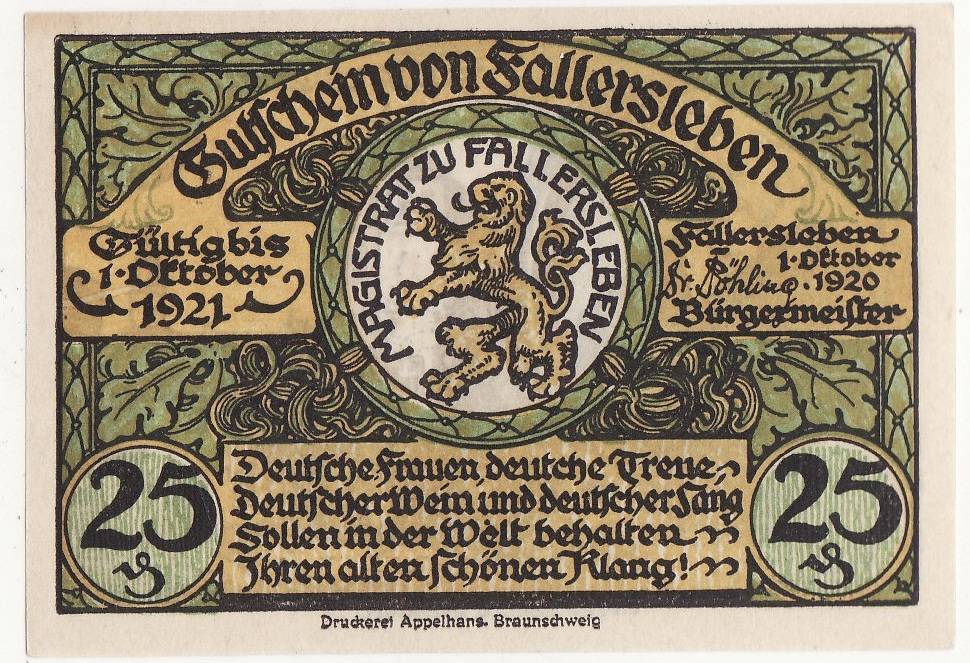 Gutschein von Fallersleben
MAGISTRAT ZU FALLERSLEBEN
Gültig bis
1. Oktober
1921
Fallersleben
1. Oktober
1920
Bürgermeister
25
₰
Deutsche Frauen, deutche Treue,
Deutscher Wein und deutscher Sang
Sollen in der Welt behalten
Ihren alten schönen Klang!
25
₰
Druckerei Appelhans. Braunschweig